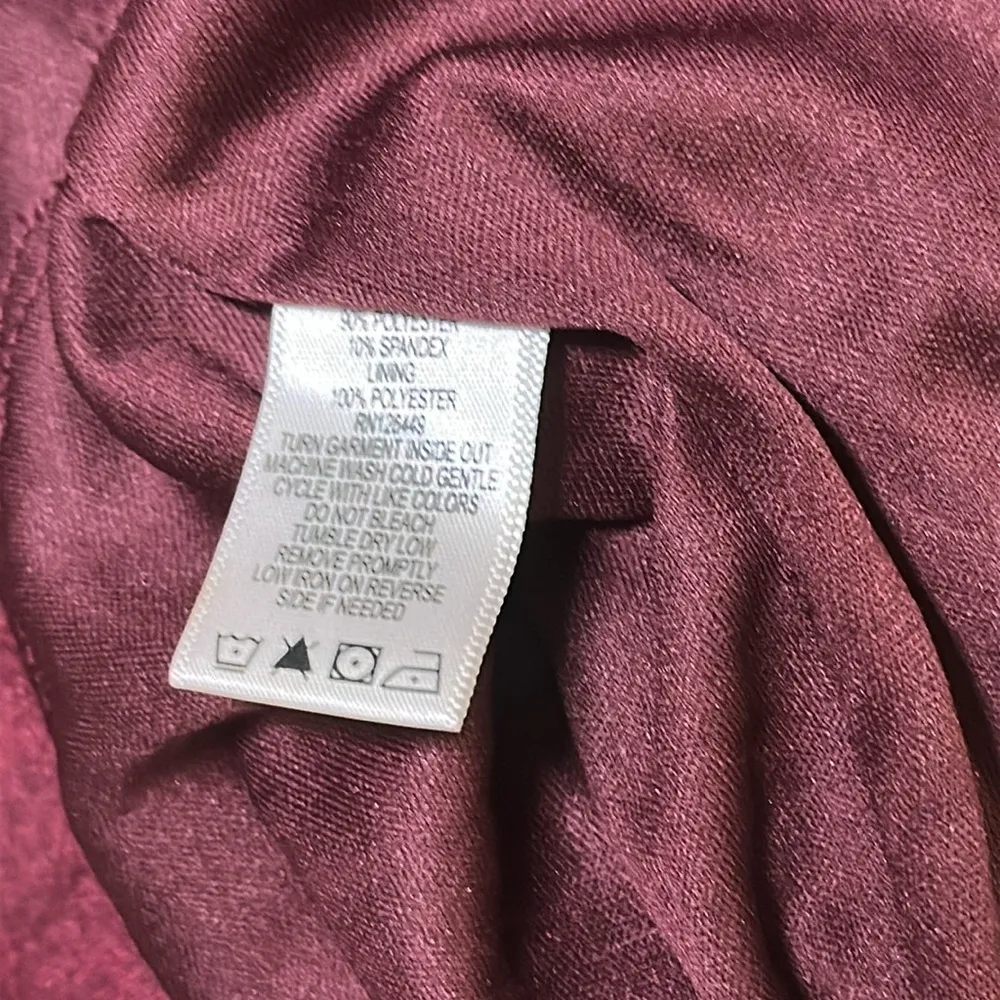 90% POLYESTER
10% SPANDEX
LINING
100% POLYESTER
RN126449
TURN GARMENT INSIDE OUT
MACHINE WASH COLD GENTLE
CYCLE WITH LIKE COLORS
DO NOT BLEACH
TUMBLE DRY LOW
REMOVE PROMPTLY
LOW IRON ON REVERSE
SIDE IF NEEDED